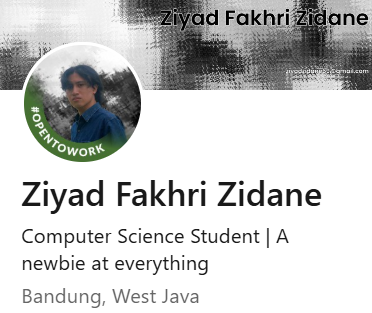 Ziyad Fakhri Zidane
#OPENTOWORK
Ziyad Fakhri Zidane
Computer Science Student | A
newbie at everything
Bandung, West Java